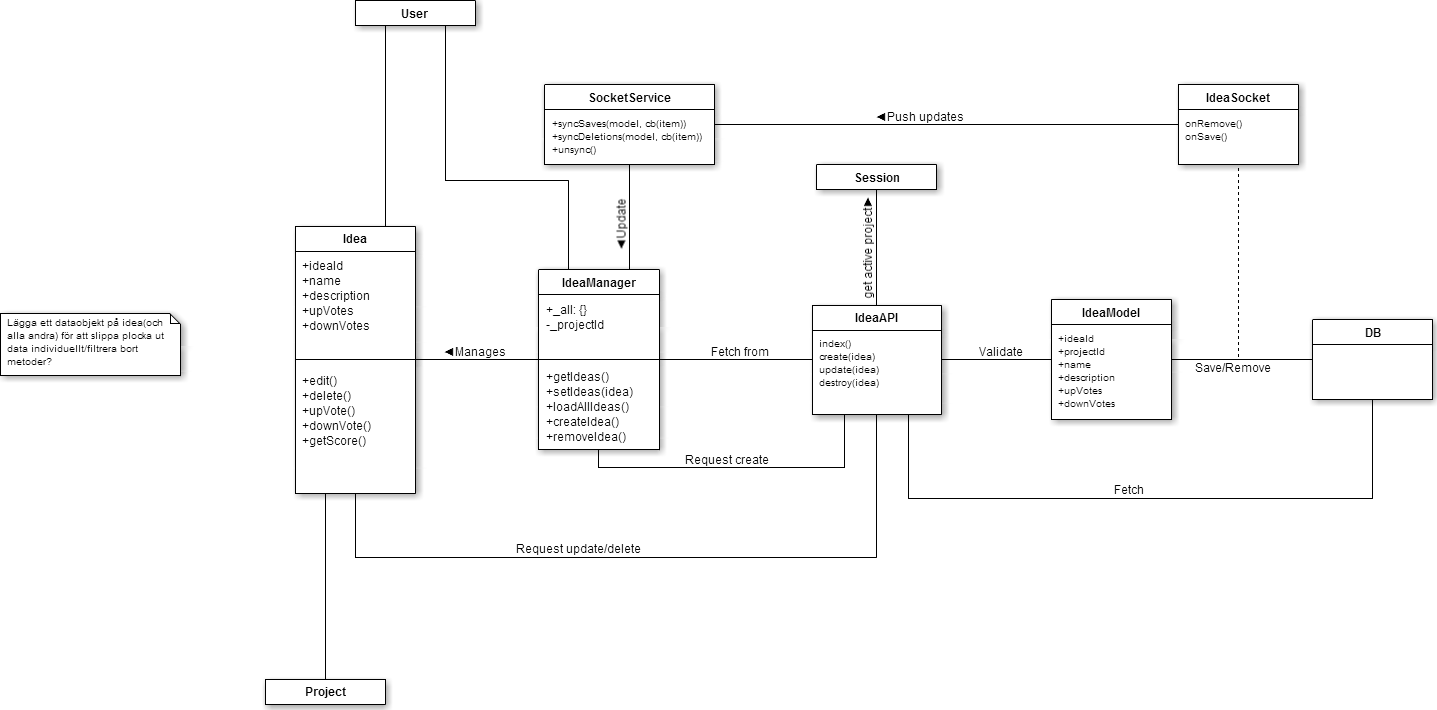 User
SocketService
+syncSaves(model, cb(item))
+syncDeletions(model, cb(item))
+unsync()
◄Push updates
IdeaSocket
onRemove()
onSave()
Session
◄Update
get active project►
Idea
+ideaId
+name
+description
+upVotes
+downVotes
+edit()
+delete()
+upVote()
+downVote()
+getScore()
IdeaManager
+_all: {}
-_projectId
+getIdeas()
+setIdeas(idea)
+loadAllIdeas()
+createIdea()
+removeIdea()
IdeaAPI
index()
create(idea)
update(idea)
destroy(idea)
IdeaModel
+ideaId
+projectId
+name
+description
+upVotes
+downVotes
DB
Lägga ett dataobjekt på idea(och
alla andra) för att slippa plocka ut
data individuellt/filtrera bort
metoder?
◄Manages
Fetch from
Validate
Save/Remove
Request create
Fetch
Request update/delete
Project